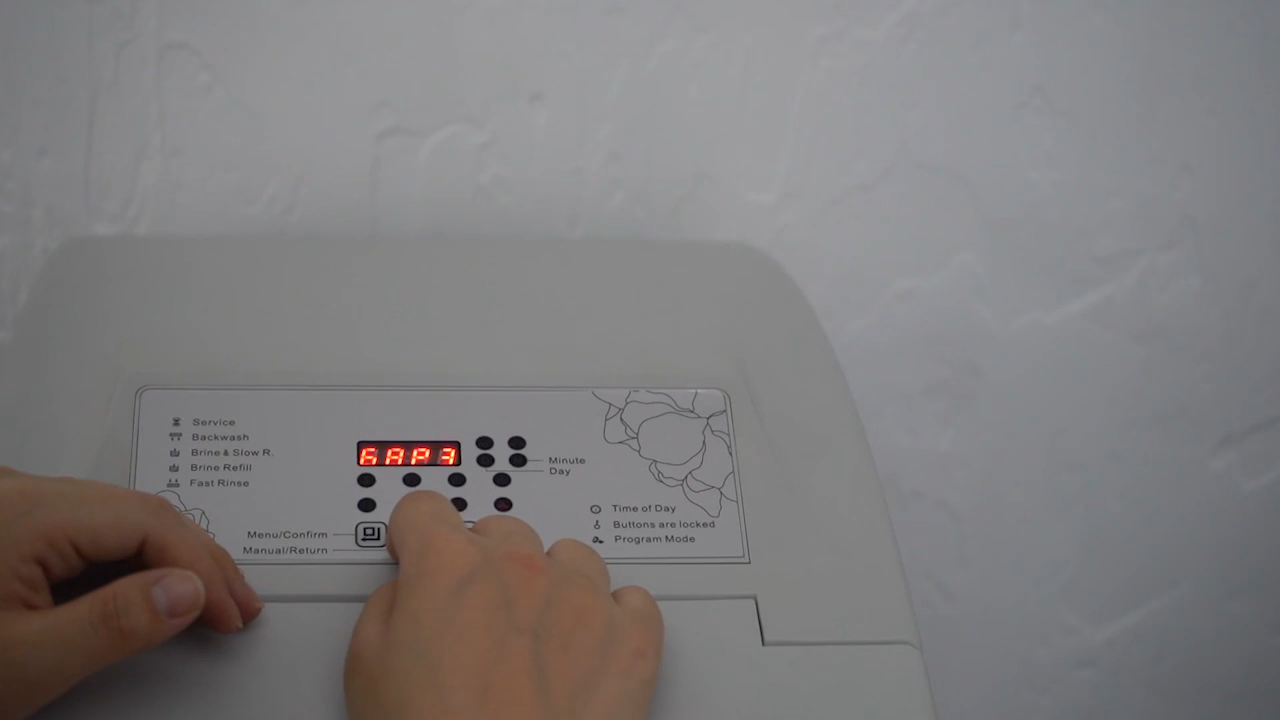 Service
Backwash
Brine & Slow R.
Brine Refill
Fast Rinse
6AP3
Minute
Day
Time of Day
Buttons are locked
Program Mode
Menu/Confirm
Manual/Return